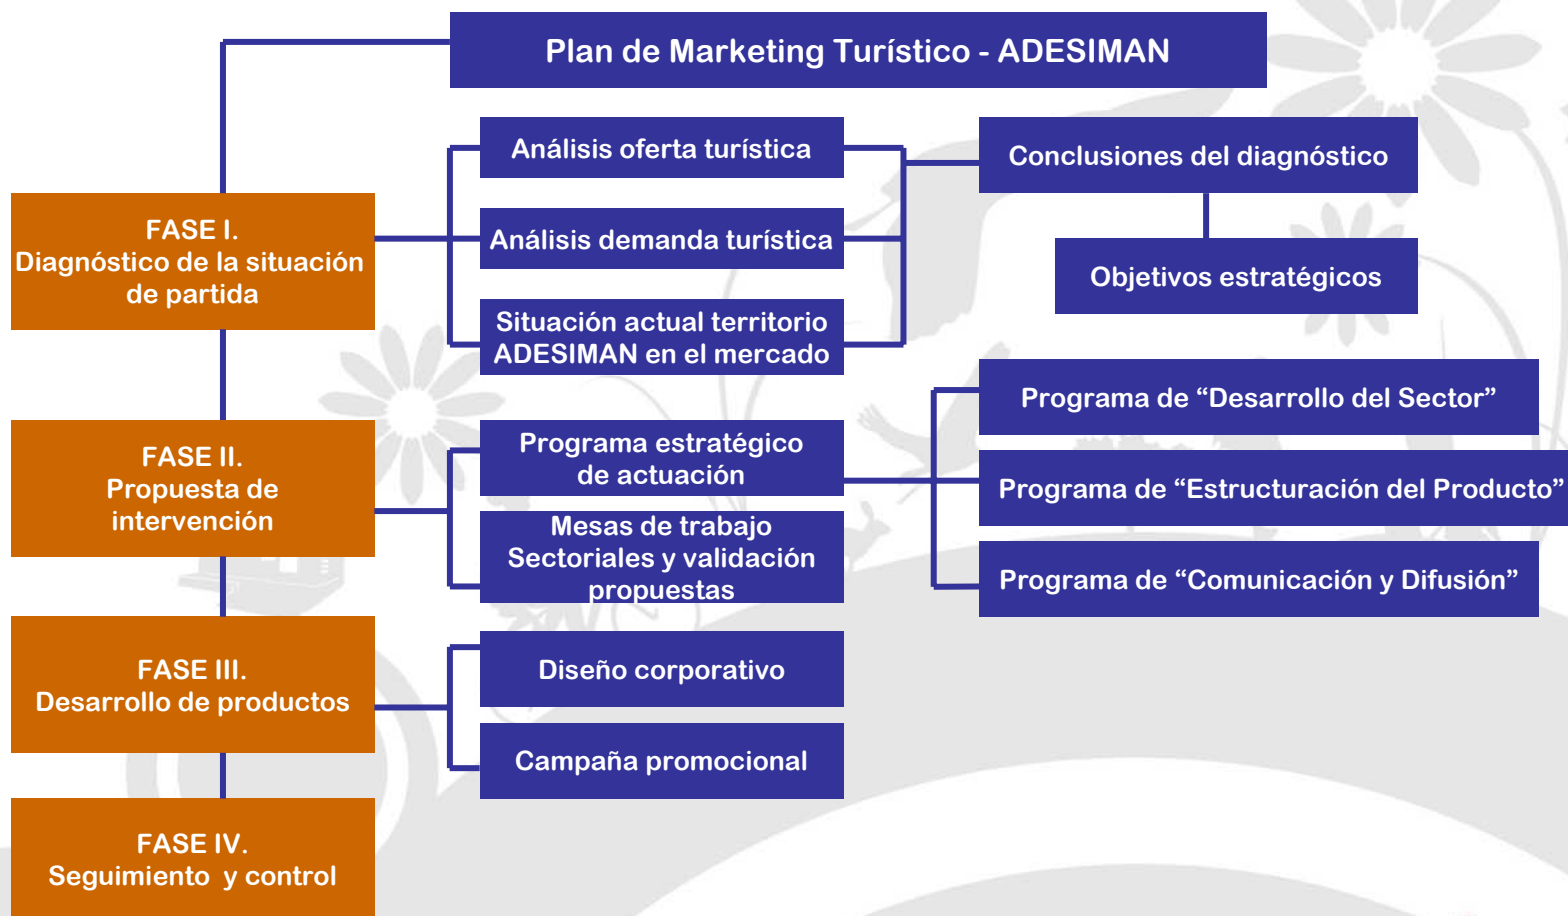 Plan de Marketing Turístico - ADESIMAN
FASE I.
Diagnóstico de la situación
de partida
Análisis oferta turística
Análisis demanda turística
Situación actual territorio
ADESIMAN en el mercado
Conclusiones del diagnóstico
Objetivos estratégicos
FASE II.
Propuesta de
intervención
Programa estratégico
de actuación
Mesas de trabajo
Sectoriales y validación
propuestas
Programa de “Desarrollo del Sector”
Programa de “Estructuración del Producto”
Programa de “Comunicación y Difusión”
FASE III.
Desarrollo de productos
Diseño corporativo
Campaña promocional
FASE IV.
Seguimiento y control